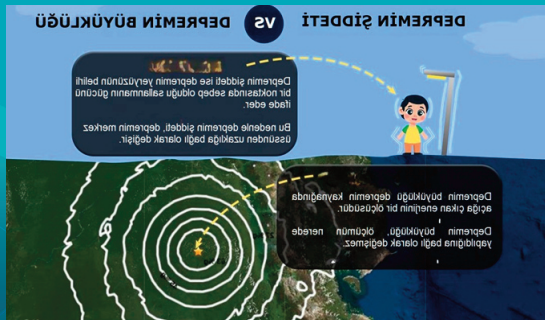 DEPREMİN ŞİDDETİ VS DEPREMİN BÜYÜKLÜĞÜ
Depremin şiddeti ise depremin yeryüzünün belirli
bir noktasında sebep olduğu sallanmanın gücünü
ifade eder.
Bu nedenle depremin şiddeti, depremin merkez
üssünden uzaklığa bağlı olarak değişir.
Depremin büyüklüğü depremin kaynağında
açığa çıkan enerjinin bir ölçüsüdür.
Depremin büyüklüğü, ölçümün nerede
yapıldığına bağlı olarak değişmez.